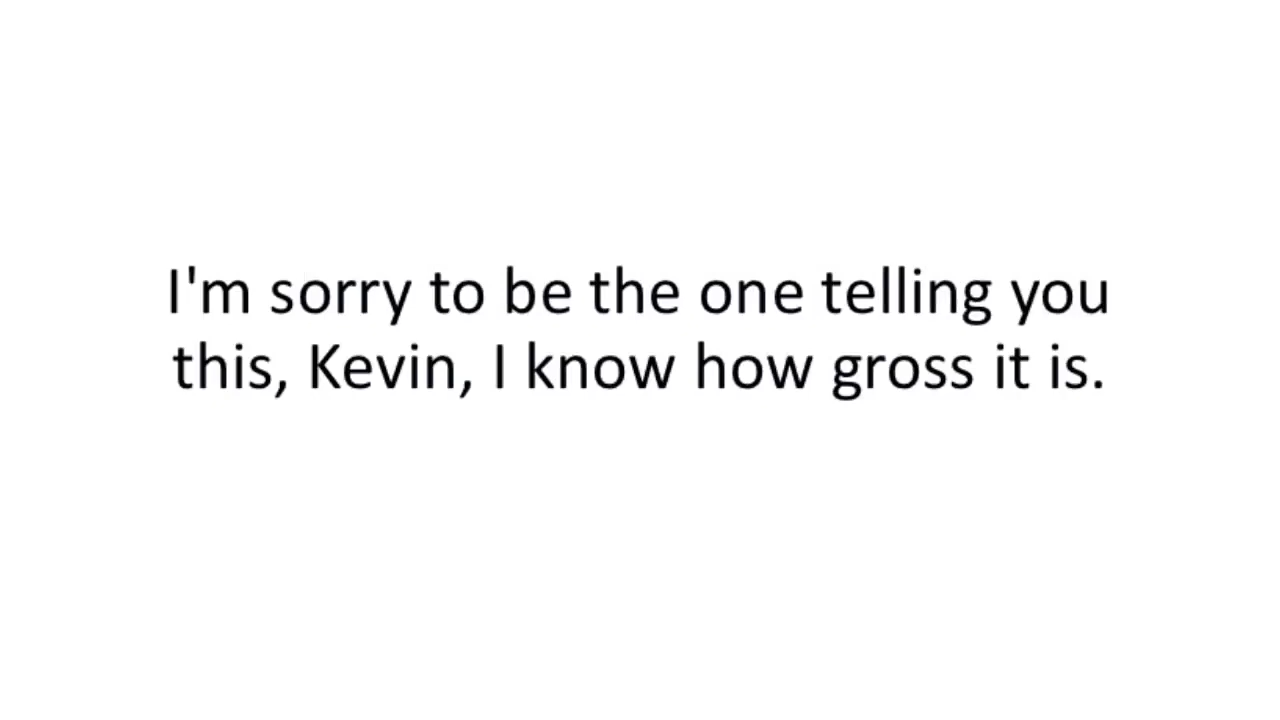 I'm sorry to be the one telling you
this, Kevin, I know how gross it is.